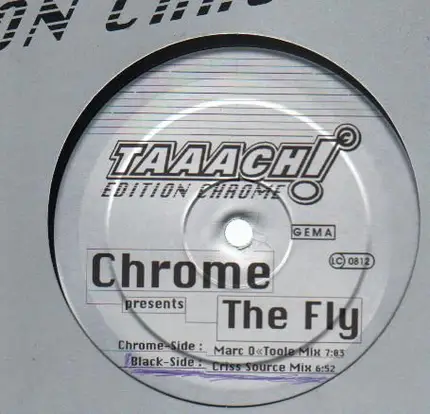 TAAACH!
EDITION CHROME
GEMA
LC 0812
Chrome
presents
The Fly
Chrome-Side : Marc O«Toole Mix 7:83
Black-Side : Criss Source Mix 6:52